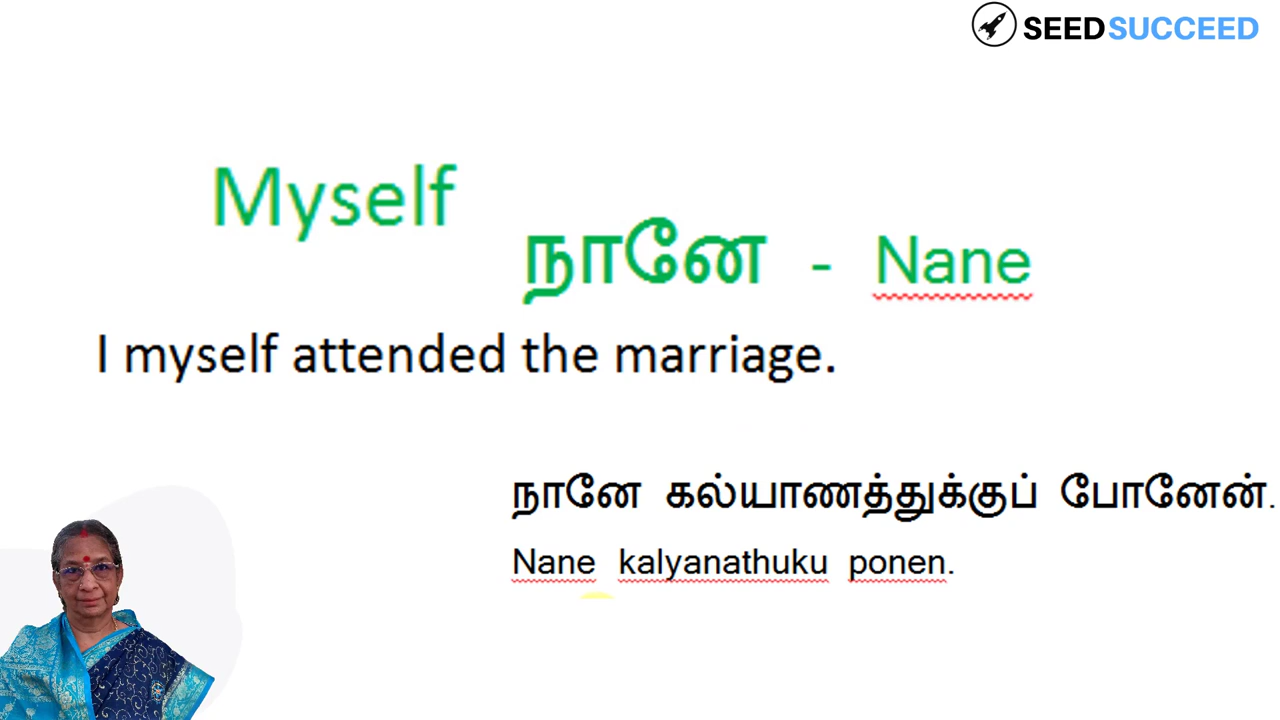 SEEDSUCCEED
Myself
நானே - Nane
I myself attended the marriage.
நானே கல்யாணத்துக்குப் போனேன்.
Nane kalyanathuku ponen.